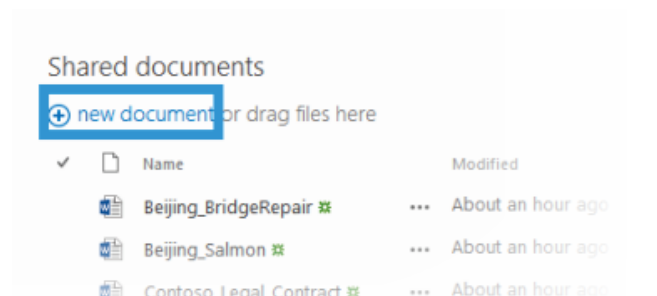 Shared documents
new document or drag files here
Name Modified
Beijing_BridgeRepair ... About an hour ago
Beijing_Salmon ... About an hour ago
Contoso_Legal_Contract ... About an hour ago